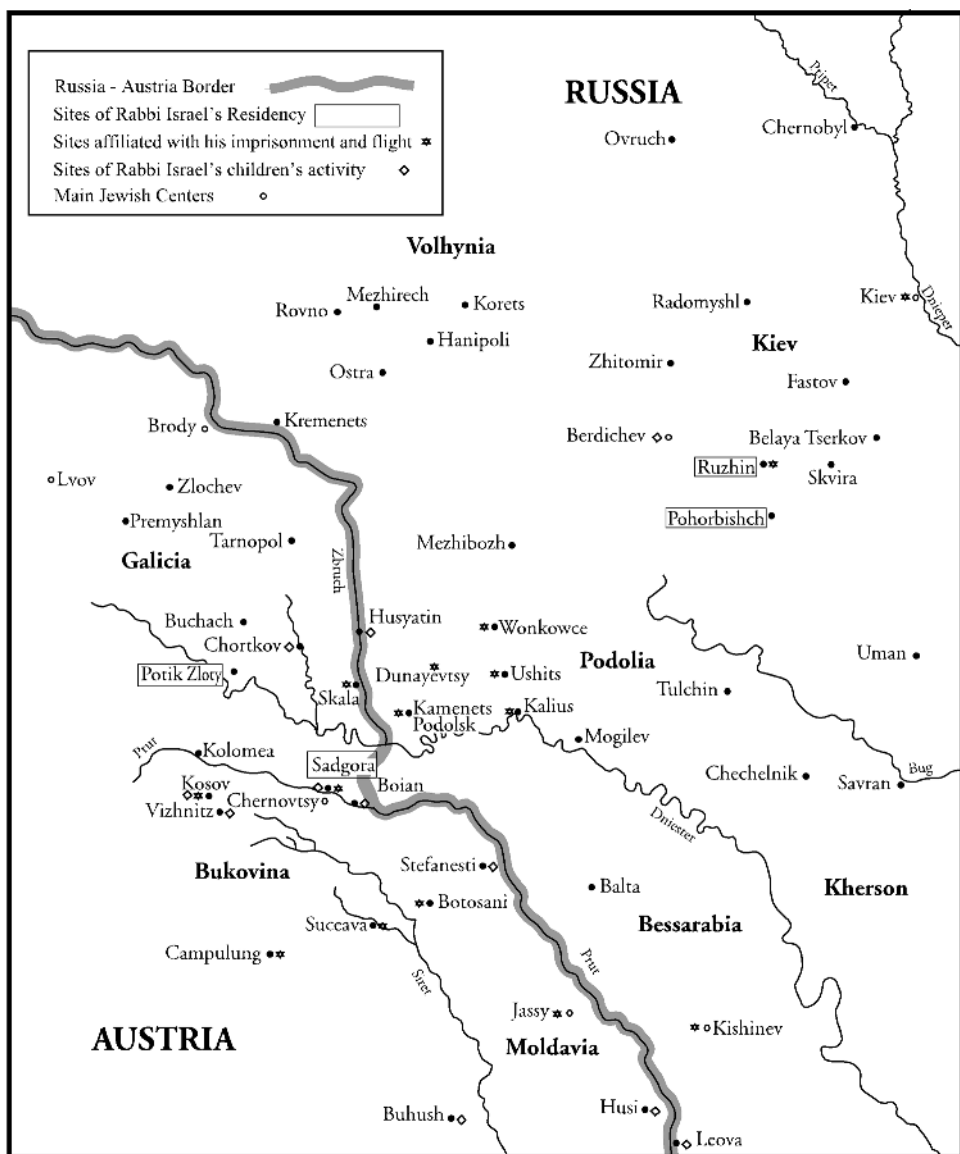 Russia - Austria Border
Sites of Rabbi Israel's Residency
Sites affiliated with his imprisonment and flight
Sites of Rabbi Israel's children's activity
Main Jewish Centers
RUSSIA
Pripet
Chernobyl
Ovruch
Volhynia
Mezhirech
Korets
Rovno
Radomyshl
Kiev
Dnieper
Hanipoli
Kiev
Zhitomir
Ostra
Fastov
Kremenets
Brody
Berdichev
Belaya Tserkov
Ruzhin
Skvira
Lvov
Zlochev
Premyshlan
Pohorbishch
Tarnopol
Mezhibozh
Galicia
Zbruch
Husyatin
Buchach
Wonkowce
Chortkov
Podolia
Uman
Potik Zloty
Dunayevtsy
Ushits
Skala
Tulchin
Kamenets
Podolsk
Kalius
Mogilev
Prut
Kolomea
Sadgora
Chechelnik
Bug
Savran
Kosov
Boian
Chernovtsy
Vizhnitz
Dniester
Stefanesti
Bukovina
Balta
Kherson
Botosani
Bessarabia
Succava
Campulung
Prut
Siret
Jassy
Kishinev
AUSTRIA
Moldavia
Husi
Buhush
Leova